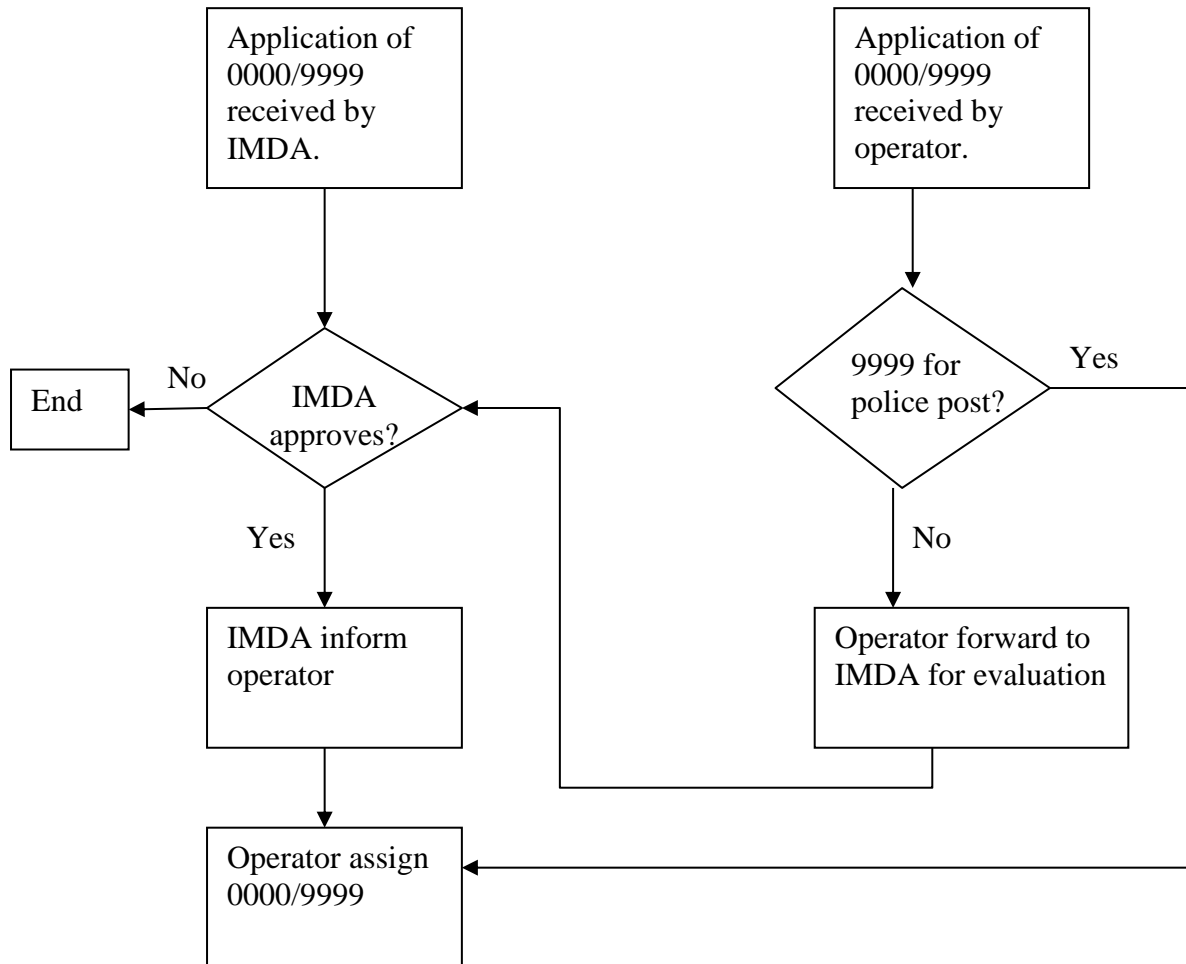 Application of
0000/9999
received by
IMDA.
Application of
0000/9999
received by
operator.
9999 for
police post?
Yes
No
End
IMDA
approves?
Yes
No
IMDA inform
operator
Operator forward to
IMDA for evaluation
Operator assign
0000/9999